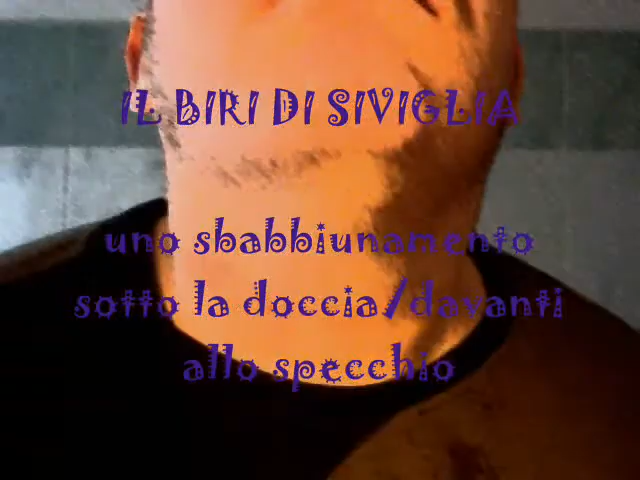 IL BIRI DI SIVIGLIA
uno sbabbiunamento
sotto la doccia/davanti
allo specchio